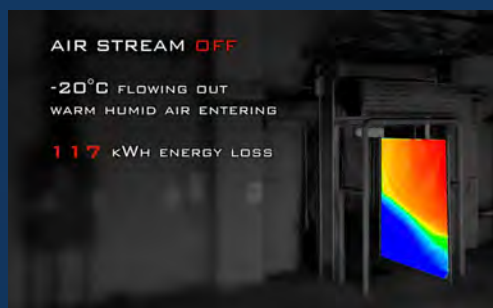 AIR STREAM OFF
-20°C FLOWING OUT
WARM HUMID AIR ENTERING
117 KWH ENERGY LOSS